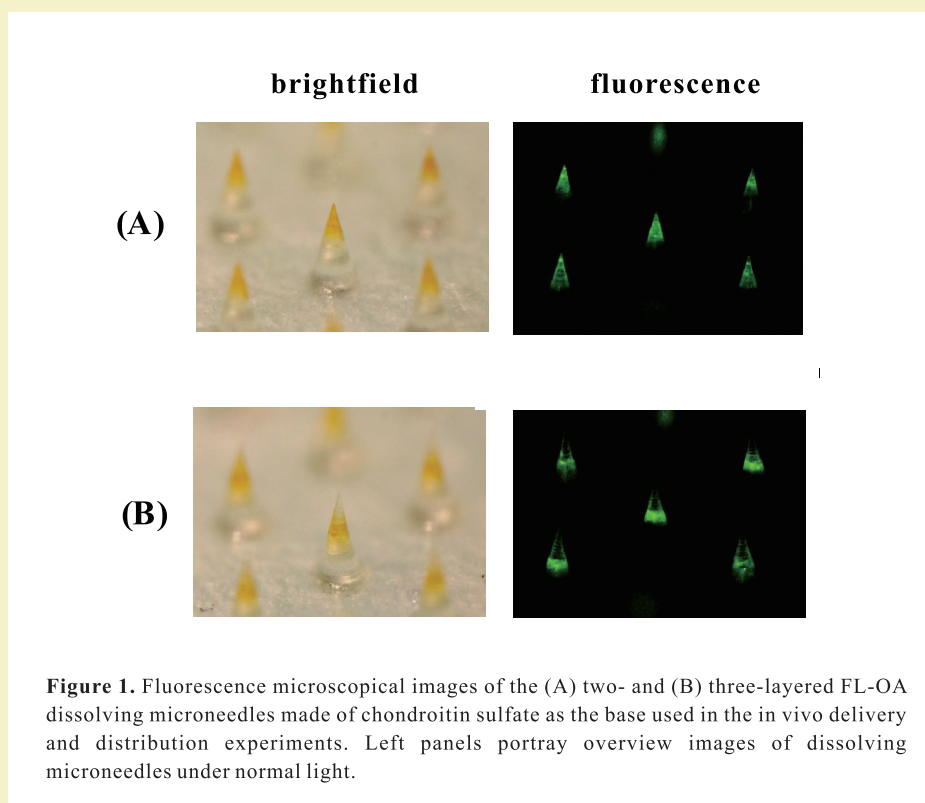 brightfield fluorescence
(A)
(B)
Figure 1. Fluorescence microscopical images of the (A) two- and (B) three-layered FL-OA
dissolving microneedles made of chondroitin sulfate as the base used in the in vivo delivery
and distribution experiments. Left panels portray overview images of dissolving
microneedles under normal light.